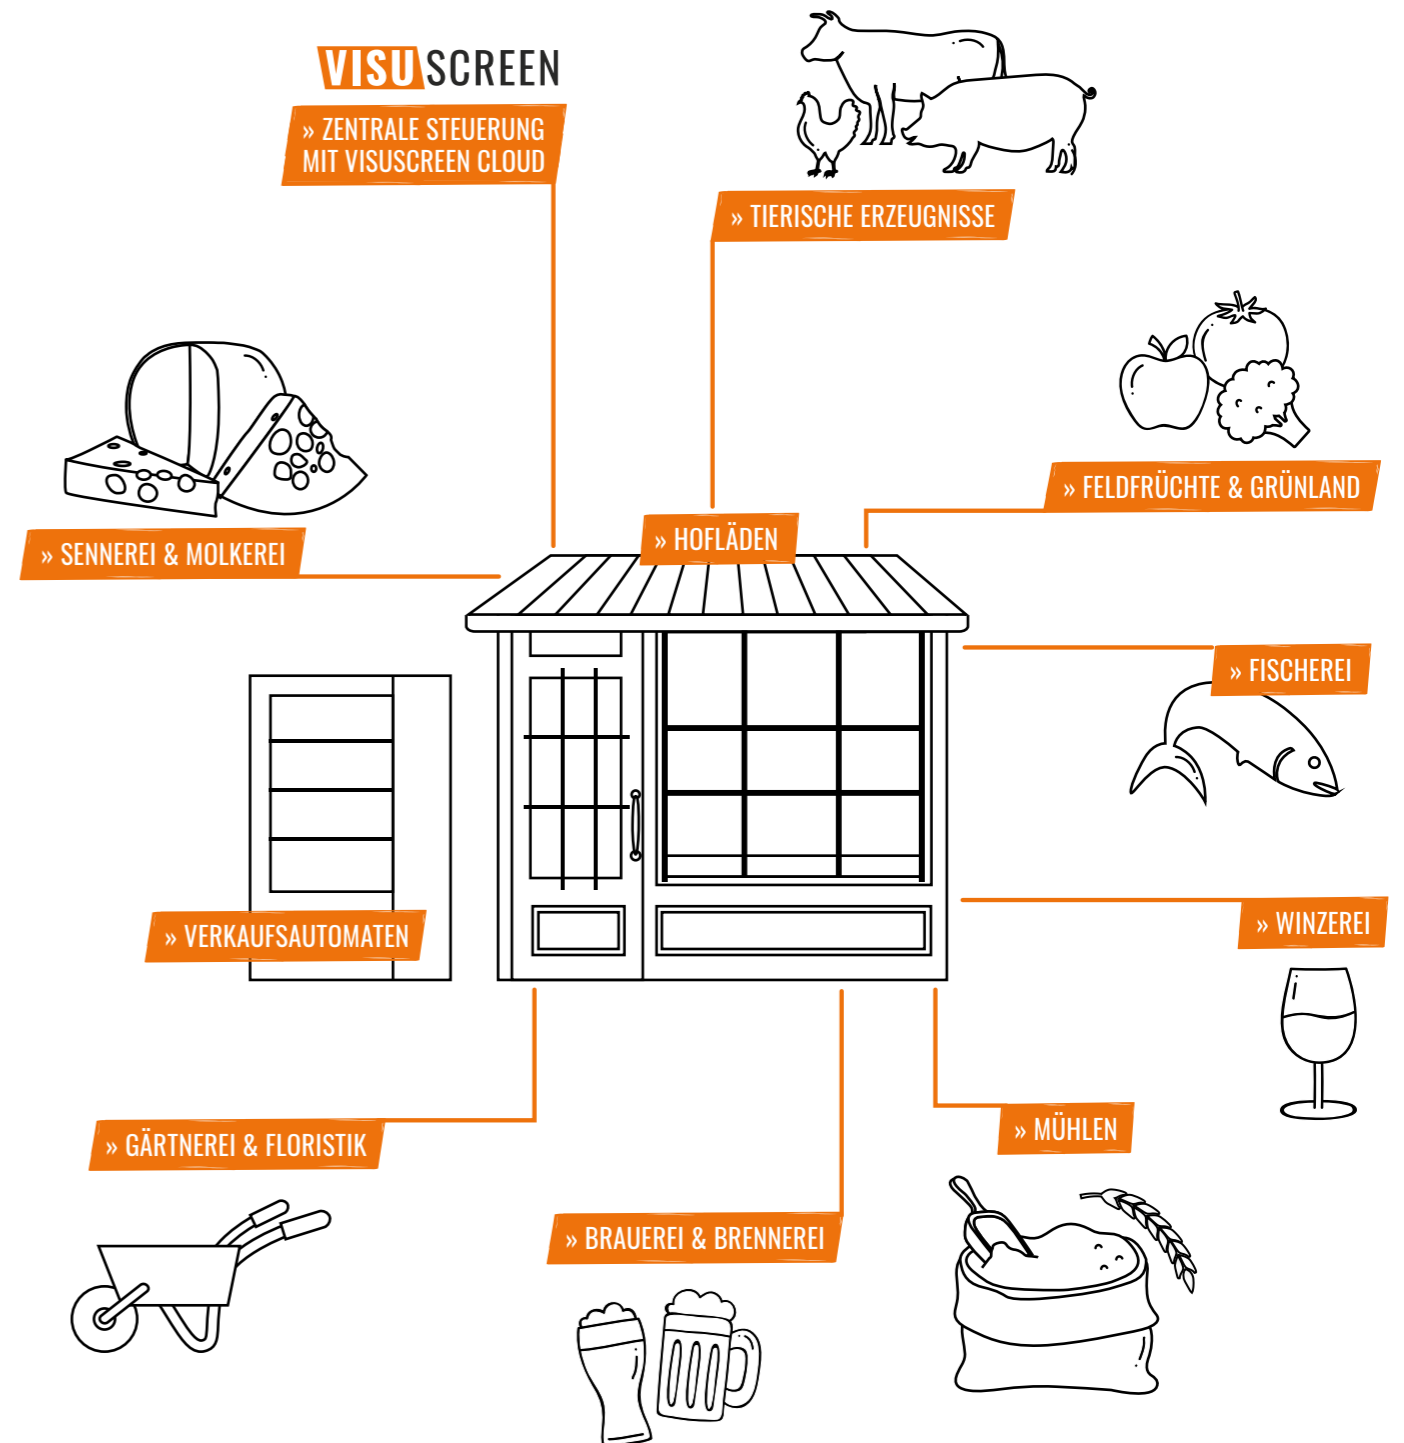 VISUSCREEN
» ZENTRALE STEUERUNG
MIT VISUSCREEN CLOUD
» TIERISCHE ERZEUGNISSE
» FELDFRÜCHTE & GRÜNLAND
» HOFLÄDEN
» SENNEREI & MOLKEREI
» FISCHEREI
» WINZEREI
» VERKAUFSAUTOMATEN
» MÜHLEN
» GÄRTNEREI & FLORISTIK
» BRAUEREI & BRENNEREI